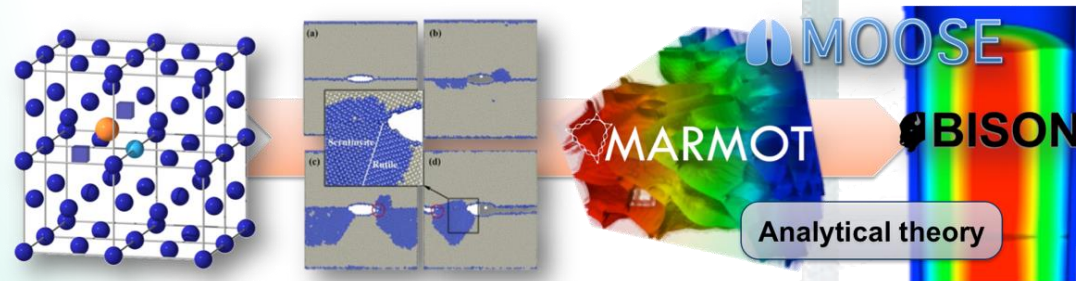 (a)
(b)
Scrutinyite
Rutile
(c)
(d)
MARMOT
MOOSE
BISON
Analytical theory